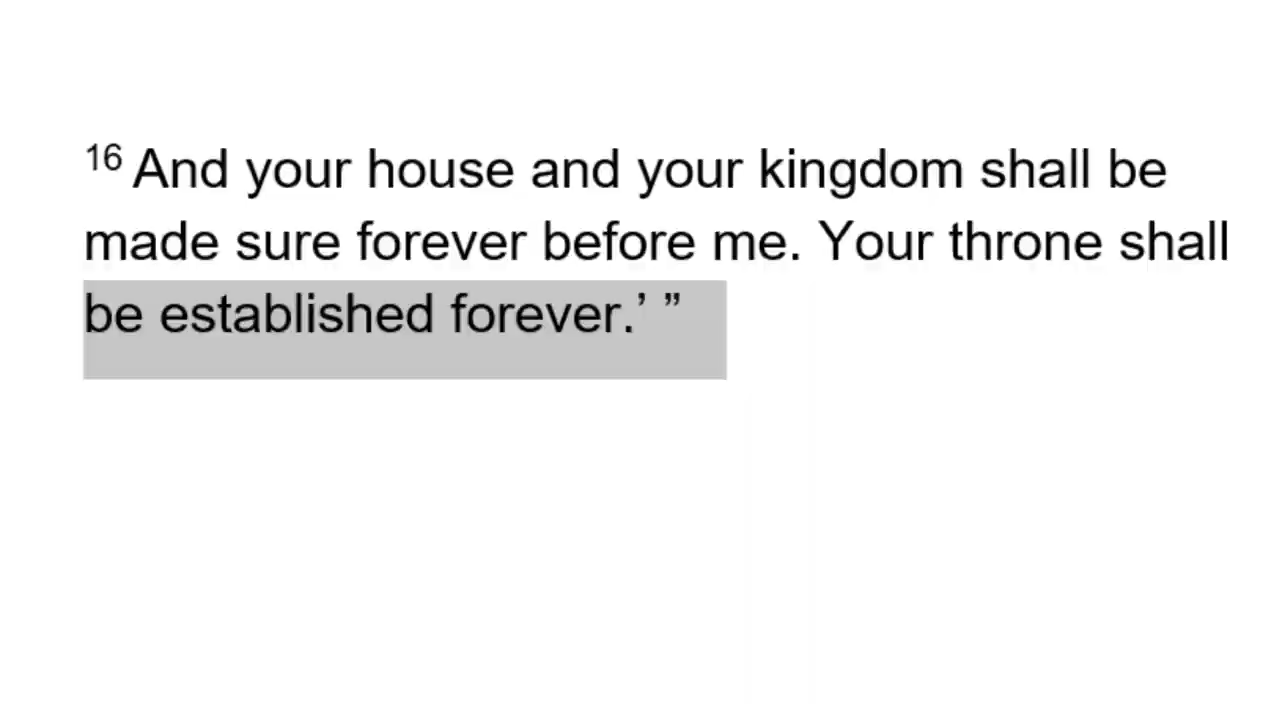 16 And your house and your kingdom shall be
made sure forever before me. Your throne shall
be established forever.’ ”